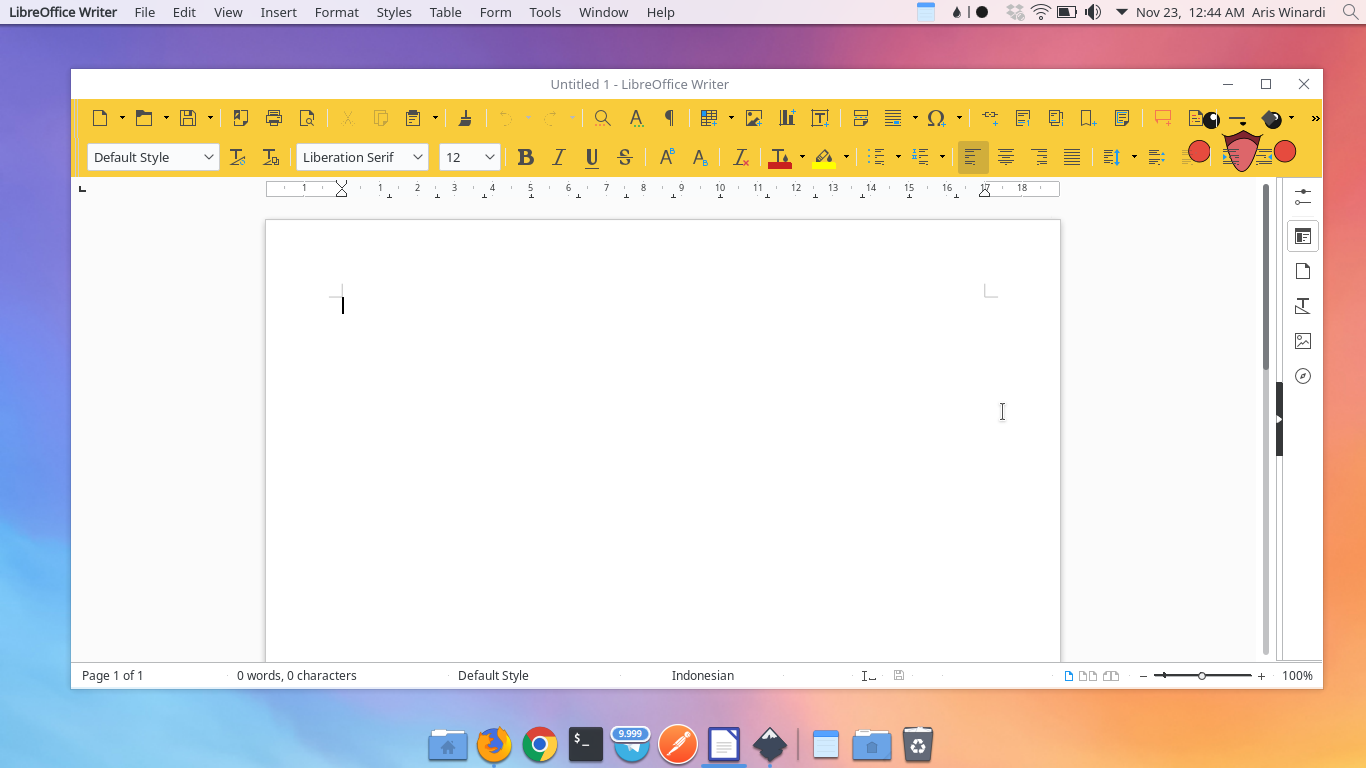 LibreOffice Writer File Edit View Insert Format Styles Table Form Tools Window Help Nov 23, 12:44 AM Aris Winardi
Untitled 1 - LibreOffice Writer
Default Style Liberation Serif 12
1 1 2 3 4 5 6 7 8 9 10 11 12 13 14 15 16 17 18
Page 1 of 1 0 words, 0 characters Default Style Indonesian 100%
9.999